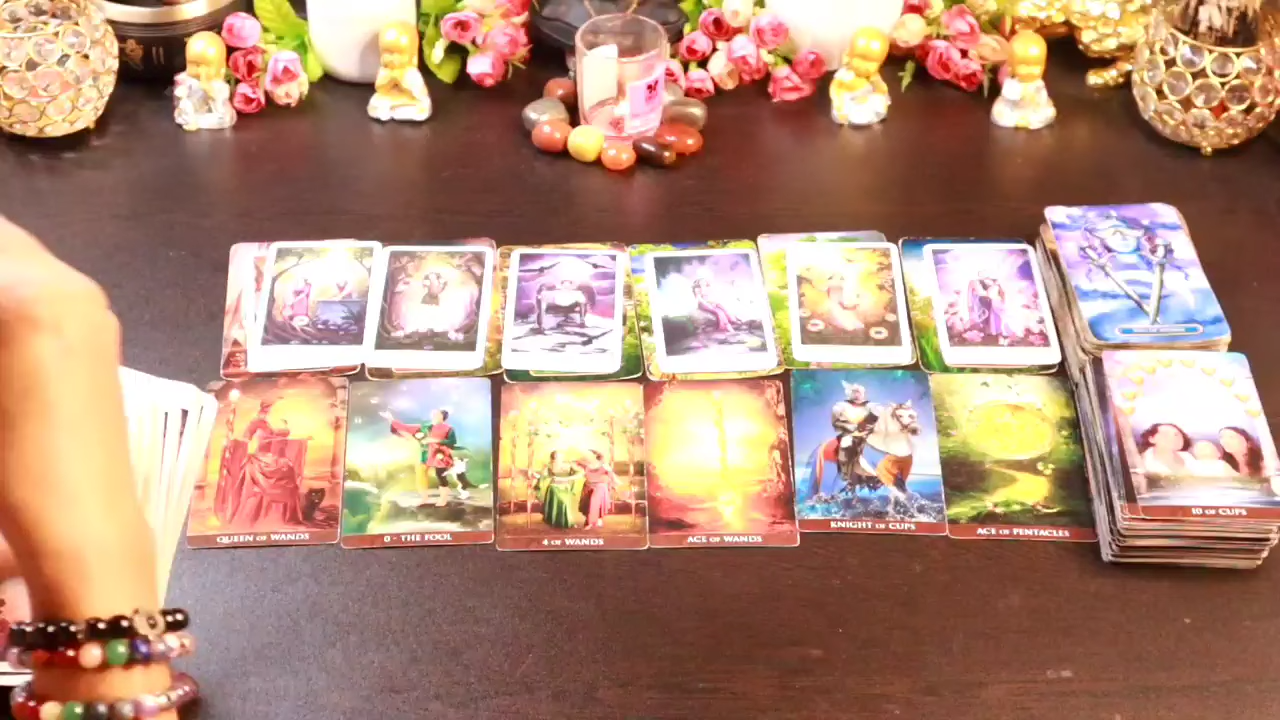 QUEEN OF WANDS
0 - THE FOOL
4 OF WANDS
ACE OF WANDS
KNIGHT OF CUPS
ACE OF PENTACLES
10 OF CUPS